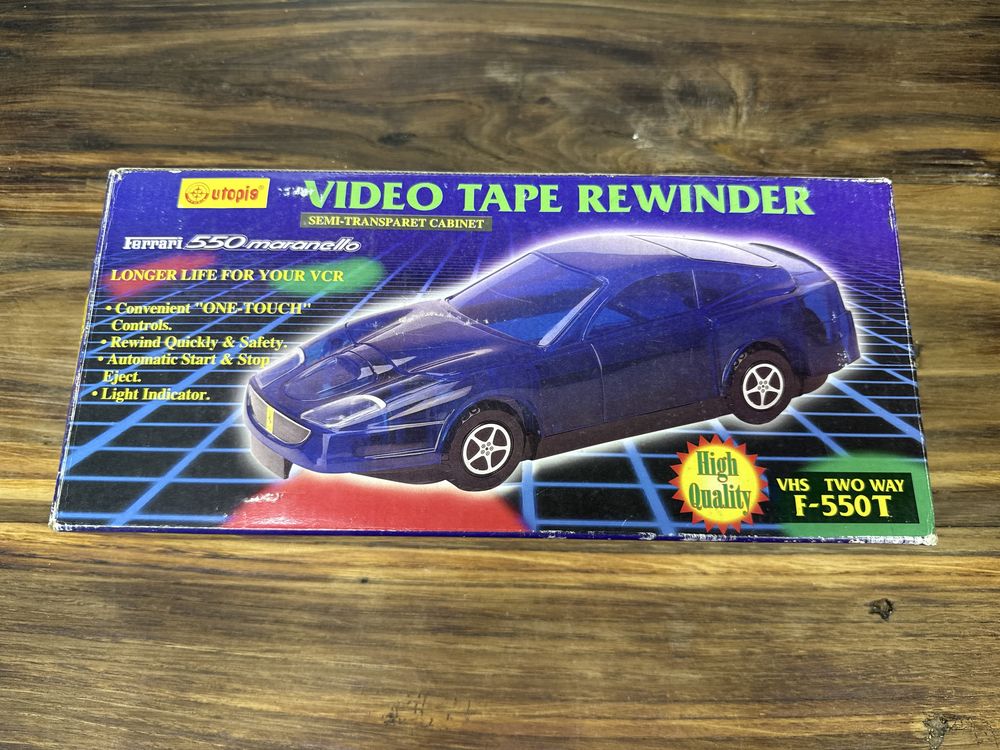 utopia®
VIDEO TAPE REWINDER
SEMI-TRANSPARET CABINET
Ferrari 550 maranello
LONGER LIFE FOR YOUR VCR
• Convenient "ONE-TOUCH"
Controls.
• Rewind Quickly & Safety.
• Automatic Start & Stop
Eject.
• Light Indicator.
High
Quality
VHS TWO WAY
F-550T